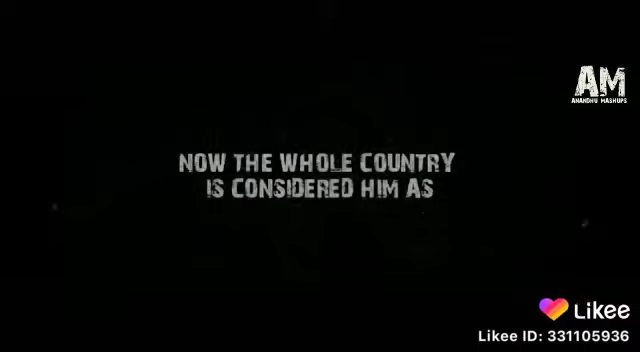 AM
ANANDHU MASHUPS
NOW THE WHOLE COUNTRY
IS CONSIDERED HIM AS
Likee
Likee ID: 331105936